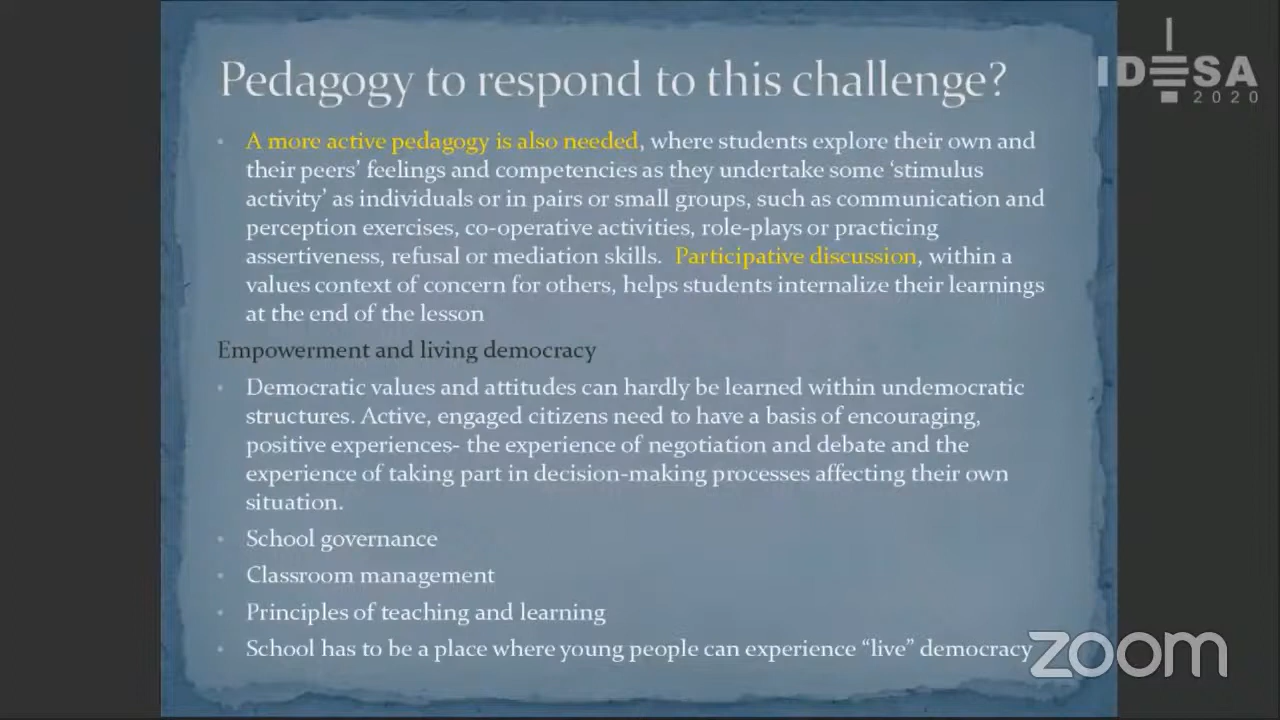 Pedagogy to respond to this challenge?
IDESA
2020
• A more active pedagogy is also needed, where students explore their own and
their peers’ feelings and competencies as they undertake some ‘stimulus
activity’ as individuals or in pairs or small groups, such as communication and
perception exercises, co-operative activities, role-plays or practicing
assertiveness, refusal or mediation skills. Participative discussion, within a
values context of concern for others, helps students internalize their learnings
at the end of the lesson
Empowerment and living democracy
• Democratic values and attitudes can hardly be learned within undemocratic
structures. Active, engaged citizens need to have a basis of encouraging,
positive experiences- the experience of negotiation and debate and the
experience of taking part in decision-making processes affecting their own
situation.
• School governance
• Classroom management
• Principles of teaching and learning
• School has to be a place where young people can experience “live” democracy
zoom